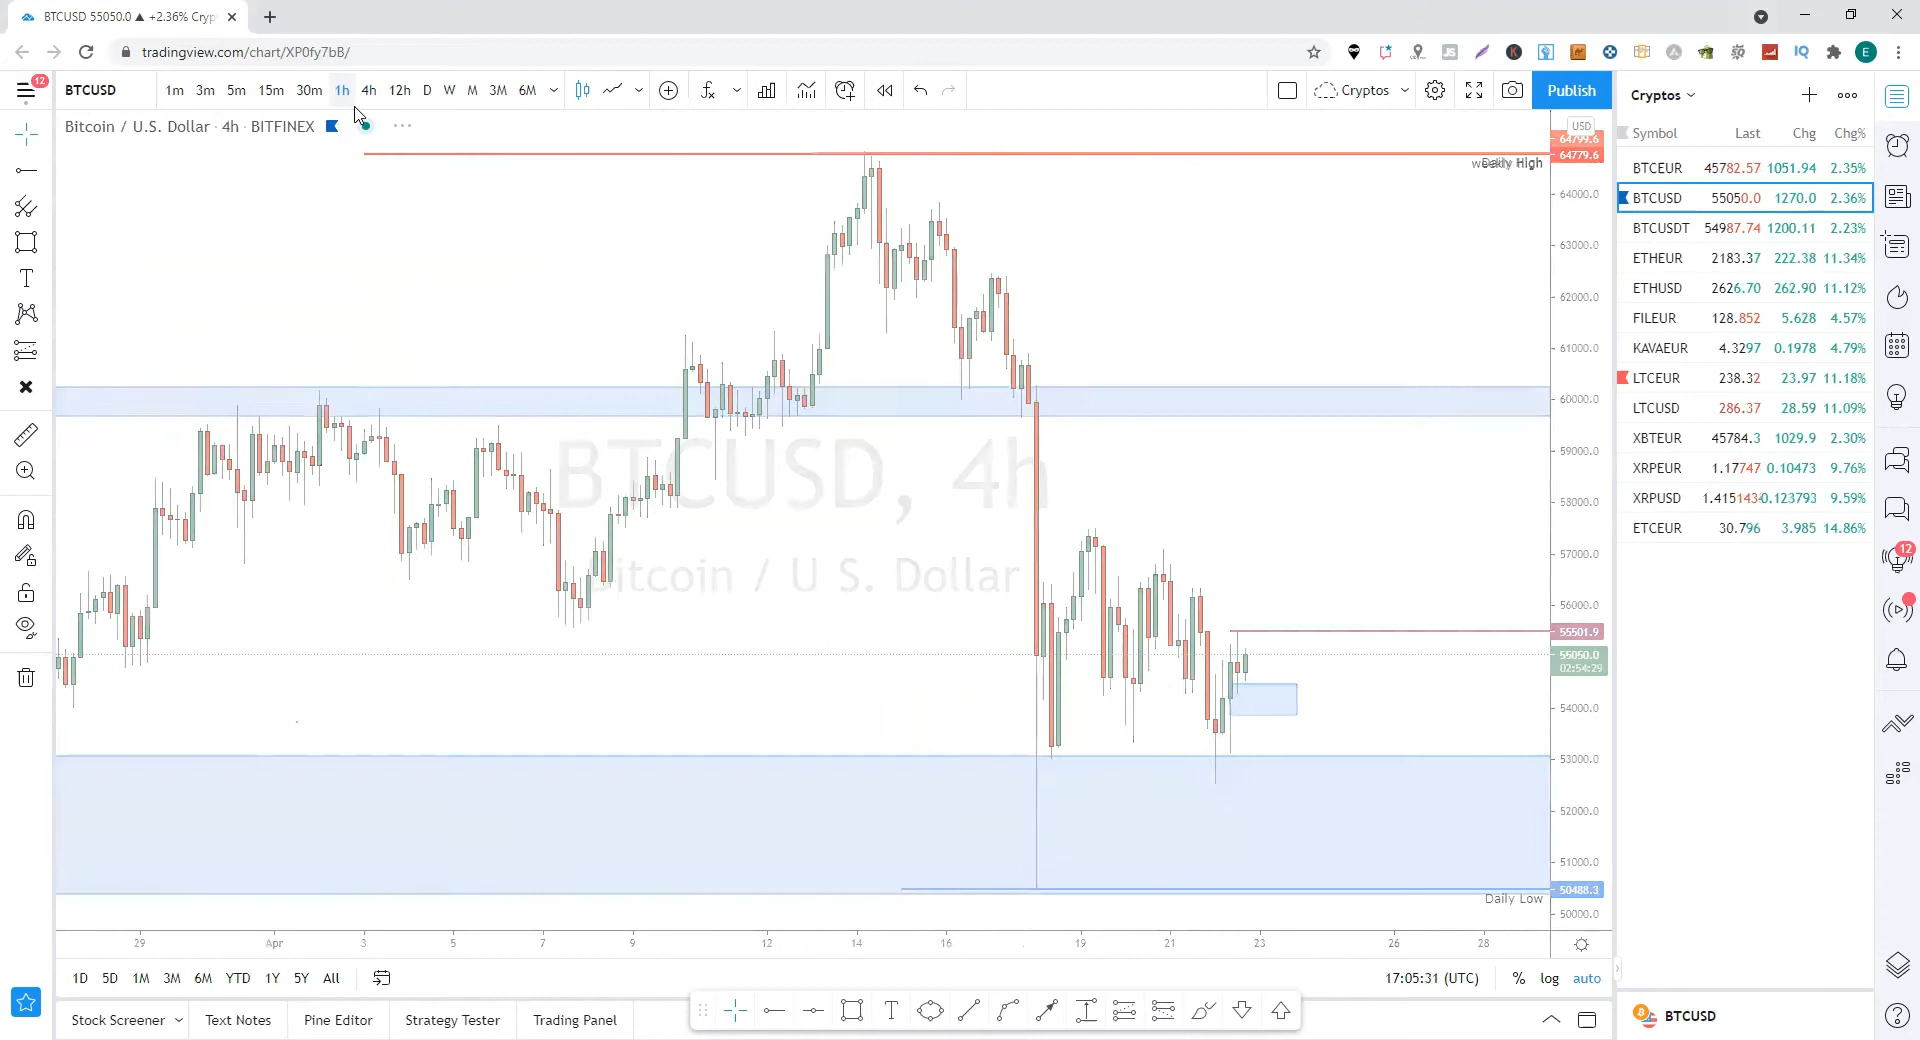 BTCUSD 55050.0 ▲ +2.36% Cryp
tradingview.com/chart/XP0fy7bB/
12
BTCUSD 1m 3m 5m 15m 30m 1h 4h 12h D W M 3M 6M Cryptos Publish
Bitcoin / U.S. Dollar · 4h · BITFINEX
USD
64799.6
64779.6
Daily High
64000.0
63000.0
62000.0
61000.0
60000.0
59000.0
58000.0
57000.0
56000.0
55501.9
55050.0
02:54:29
54000.0
53000.0
52000.0
51000.0
50488.3
Daily Low
50000.0
BTCUSD, 4h
Bitcoin / U.S. Dollar
29 Apr 3 5 7 9 12 14 16 19 21 23 26 28
1D 5D 1M 3M 6M YTD 1Y 5Y All 17:05:31 (UTC) % log auto
Stock Screener Text Notes Pine Editor Strategy Tester Trading Panel
Cryptos
Symbol Last Chg Chg%
BTCEUR 45782.57 1051.94 2.35%
BTCUSD 55050.0 1270.0 2.36%
BTCUSDT 54987.74 1200.11 2.23%
ETHEUR 2183.37 222.38 11.34%
ETHUSD 2626.70 262.90 11.12%
FILEUR 128.852 5.628 4.57%
KAVAEUR 4.3297 0.1978 4.79%
LTCEUR 238.32 23.97 11.18%
LTCUSD 286.37 28.59 11.09%
XBTEUR 45784.3 1029.9 2.30%
XRPEUR 1.17747 0.10473 9.76%
XRPUSD 1.41514 0.123793 9.59%
ETCEUR 30.796 3.985 14.86%
12
BTCUSD